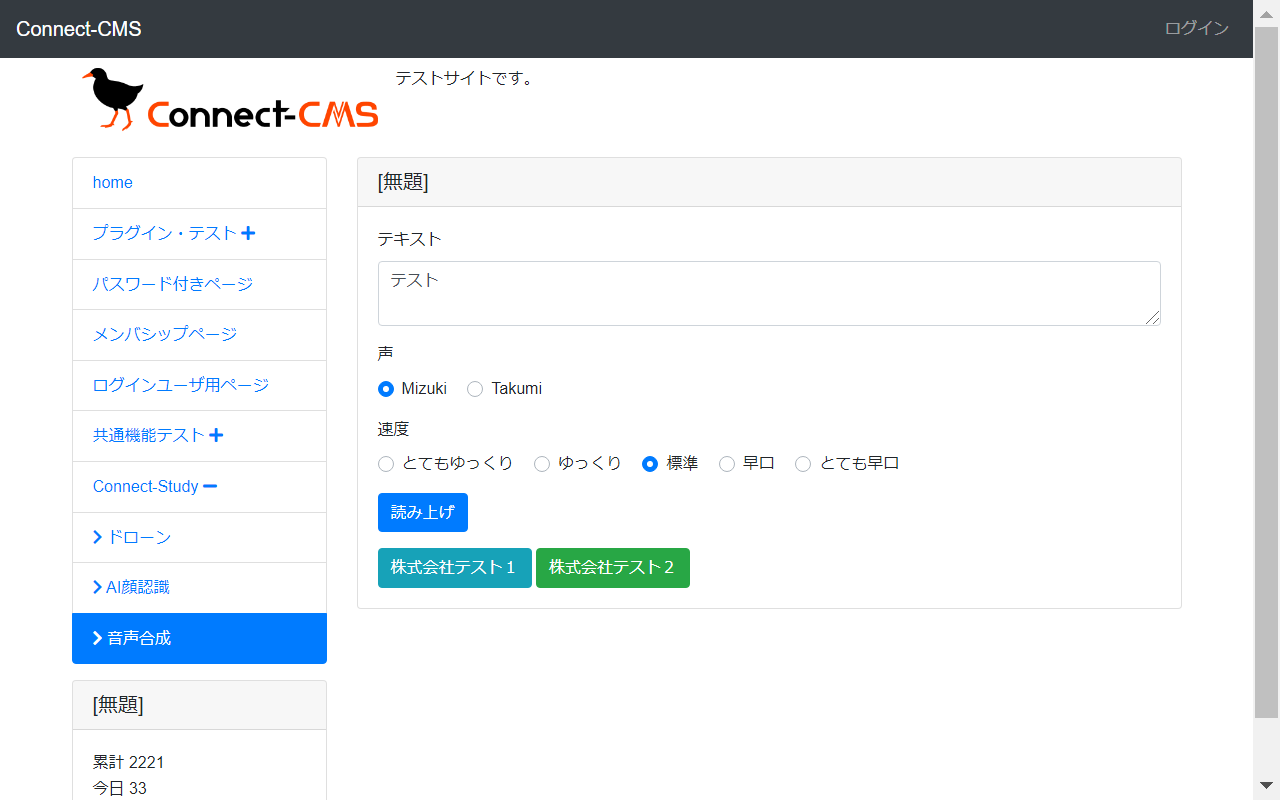 Connect-CMS
ログイン
Connect-CMS
テストサイトです。
home
プラグイン・テスト
パスワード付きページ
メンバシップページ
ログインユーザ用ページ
共通機能テスト
Connect-Study
ドローン
AI顔認識
音声合成
[無題]
累計 2221
今日 33
[無題]
テキスト
テスト
声
Mizuki Takumi
速度
とてもゆっくり ゆっくり 標準 早口 とても早口
読み上げ
株式会社テスト１ 株式会社テスト２